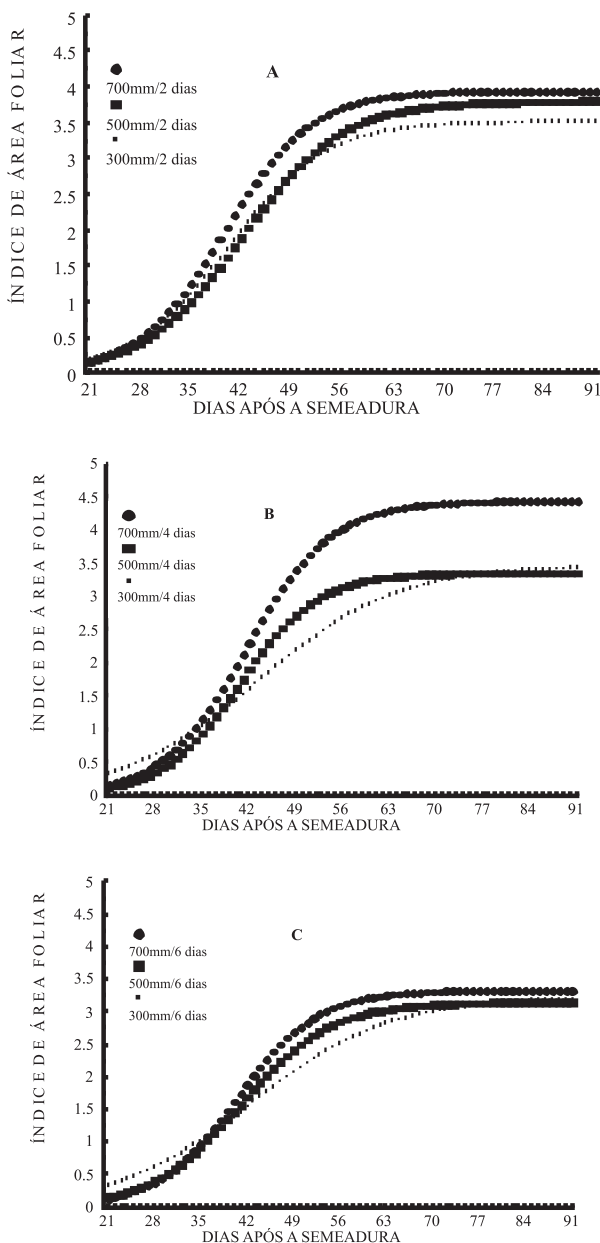 ÍNDICE DE ÁREA FOLIAR
5
4.5
4
3.5
3
2.5
2
1.5
1
0.5
0
A
700mm/2 dias
500mm/2 dias
300mm/2 dias
21 28 35 42 49 56 63 70 77 84 91
DIAS APÓS A SEMEADURA
ÍNDICE DE ÁREA FOLIAR
5
4.5
4
3.5
3
2.5
2
1.5
1
0.5
0
B
700mm/4 dias
500mm/4 dias
300mm/4 dias
21 28 35 42 49 56 63 70 77 84 91
DIAS APÓS A SEMEADURA
ÍNDICE DE ÁREA FOLIAR
5
4.5
4
3.5
3
2.5
2
1.5
1
0.5
0
C
700mm/6 dias
500mm/6 dias
300mm/6 dias
21 28 35 42 49 56 63 70 77 84 91
DIAS APÓS A SEMEADURA